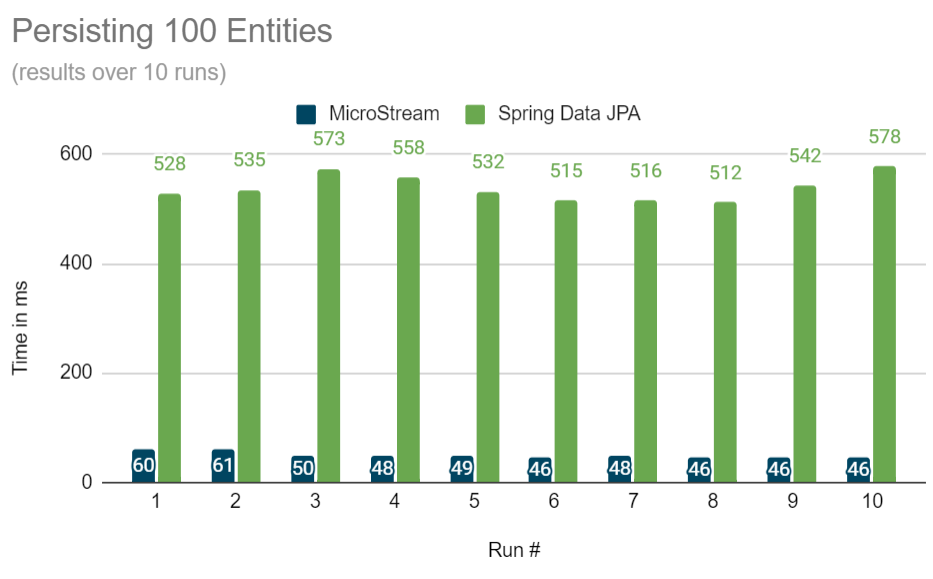 Persisting 100 Entities
(results over 10 runs)
MicroStream Spring Data JPA
600
400
200
0
Time in ms
528 535 573 558 532 515 516 512 542 578
60 61 50 48 49 46 48 46 46 46
1 2 3 4 5 6 7 8 9 10
Run #